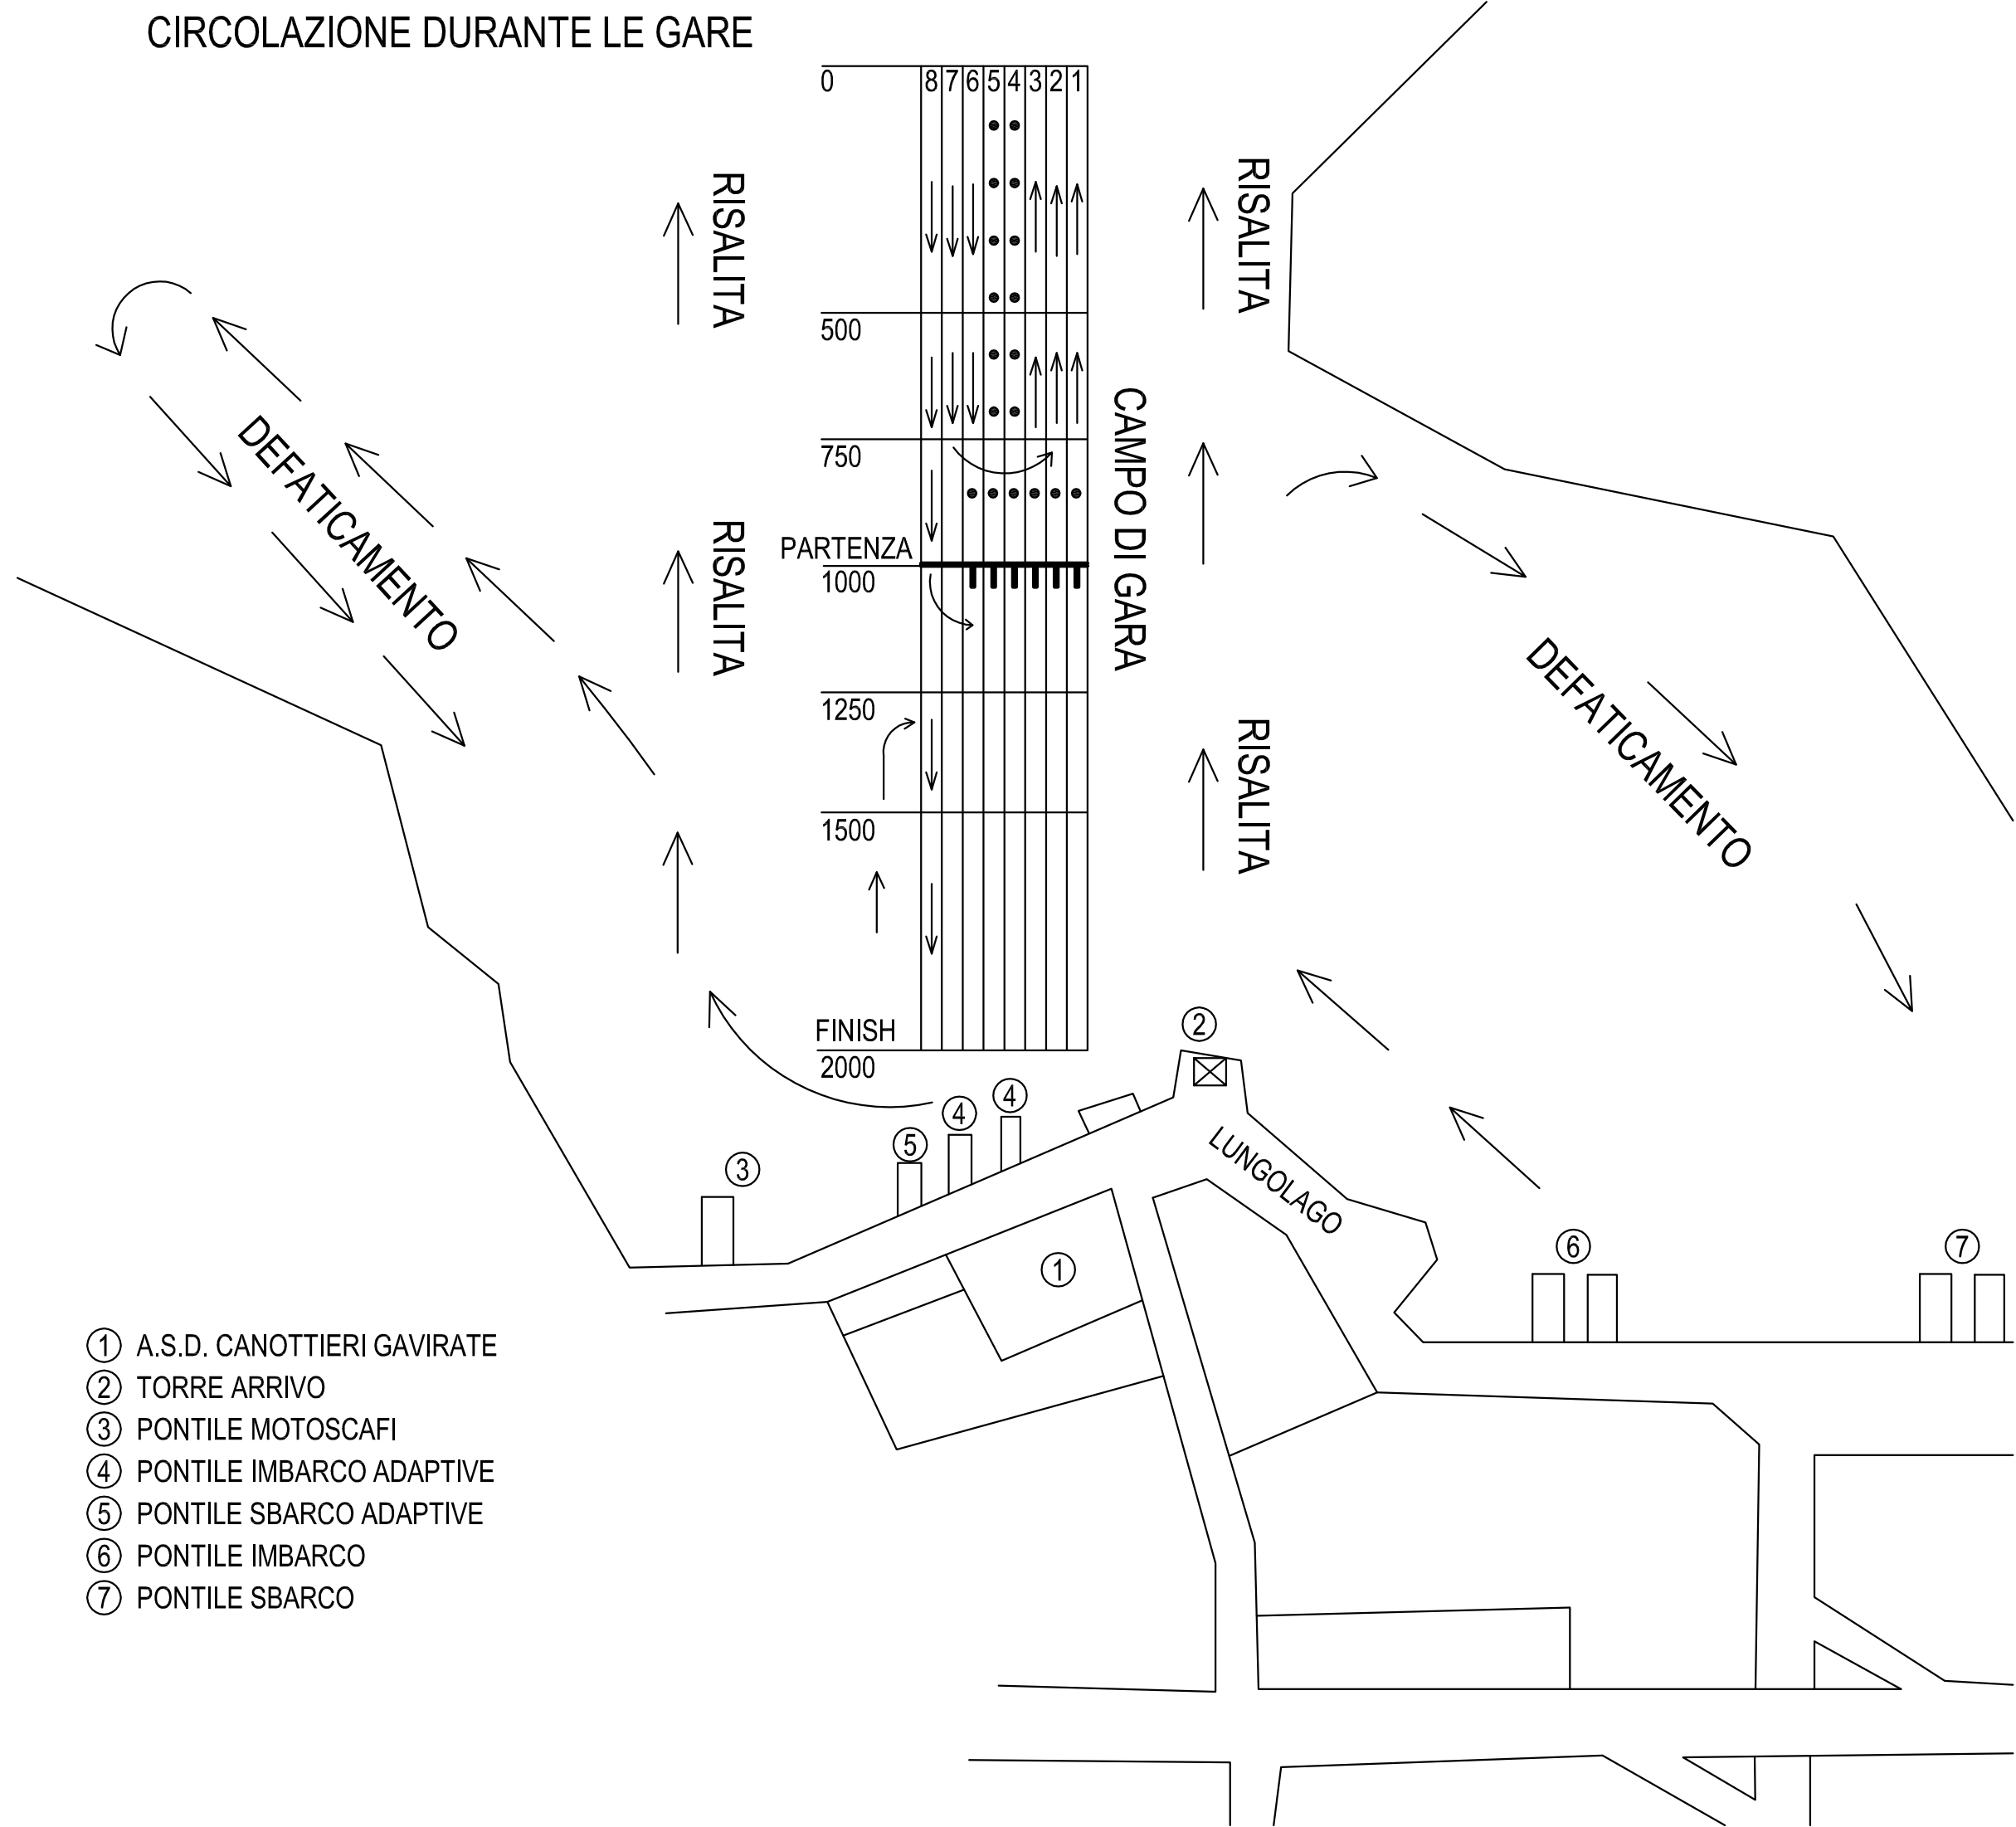 CIRCOLAZIONE DURANTE LE GARE
0
8 7 6 5 4 3 2 1
RISALITA
RISALITA
500
750
CAMPO DI GARA
DEFATICAMENTO
RISALITA
PARTENZA
1000
1250
1500
RISALITA
DEFATICAMENTO
FINISH
2000
2
4
4
5
3
LUNGOLAGO
6
7
1
1 A.S.D. CANOTTIERI GAVIRATE
2 TORRE ARRIVO
3 PONTILE MOTOSCAFI
4 PONTILE IMBARCO ADAPTIVE
5 PONTILE SBARCO ADAPTIVE
6 PONTILE IMBARCO
7 PONTILE SBARCO